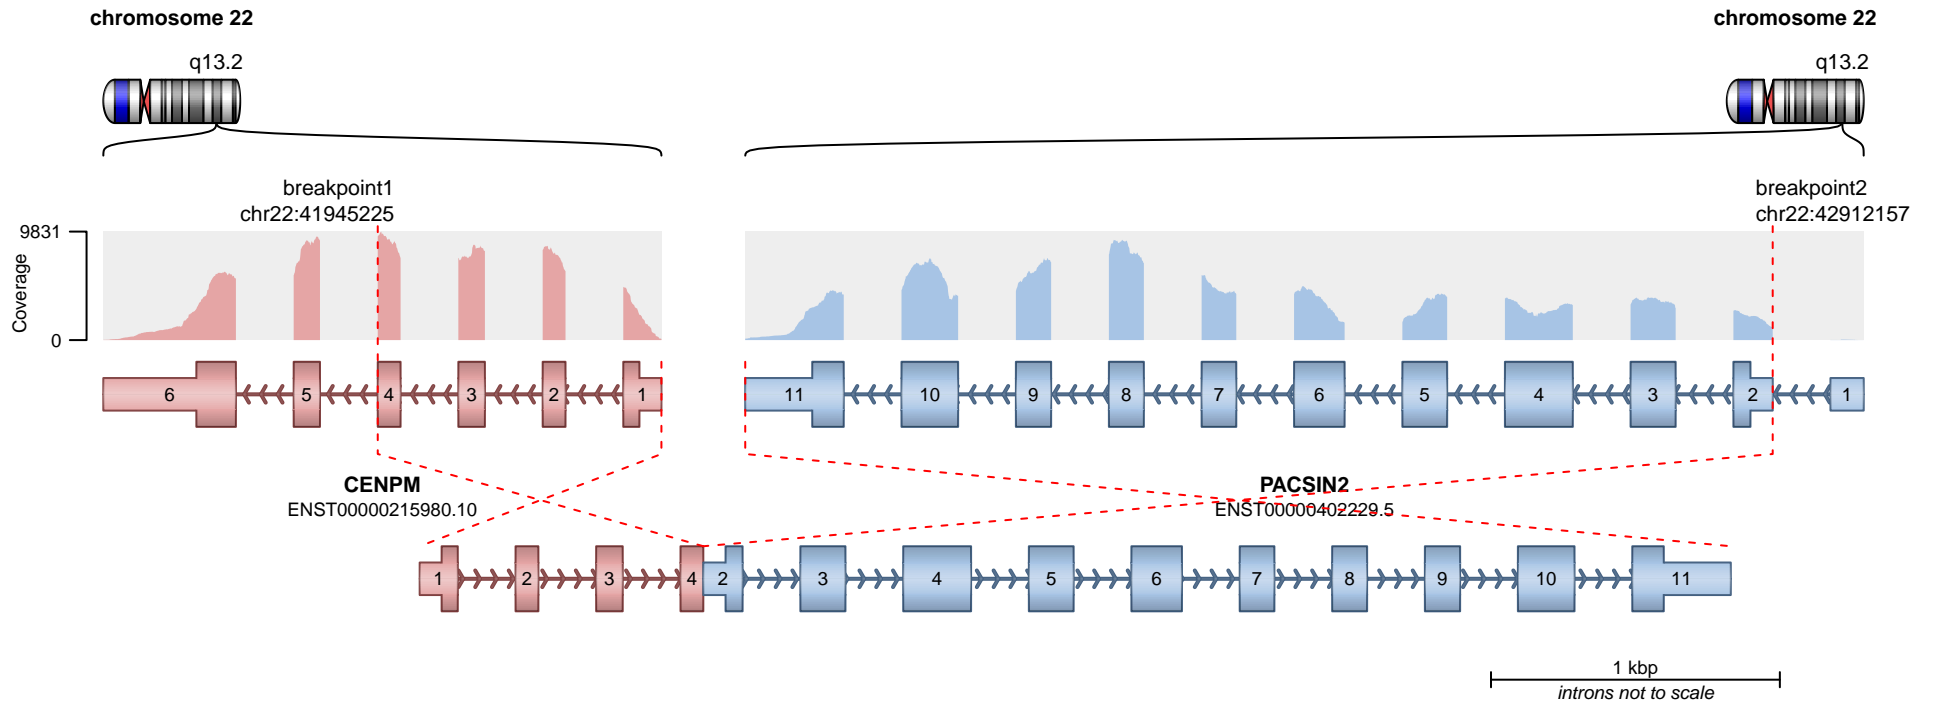 chromosome 22
chromosome 22
q13.2
q13.2
breakpoint1
chr22:41945225
breakpoint2
chr22:42912157
9831
Coverage
0
6 5 4 3 2 1
11 10 9 8 7 6 5 4 3 2 1
CENPM
ENST00000215980.10
PACSIN2
ENST00000402229.5
1 2 3 4 2 3 4 5 6 7 8 9 10 11
1 kbp
introns not to scale